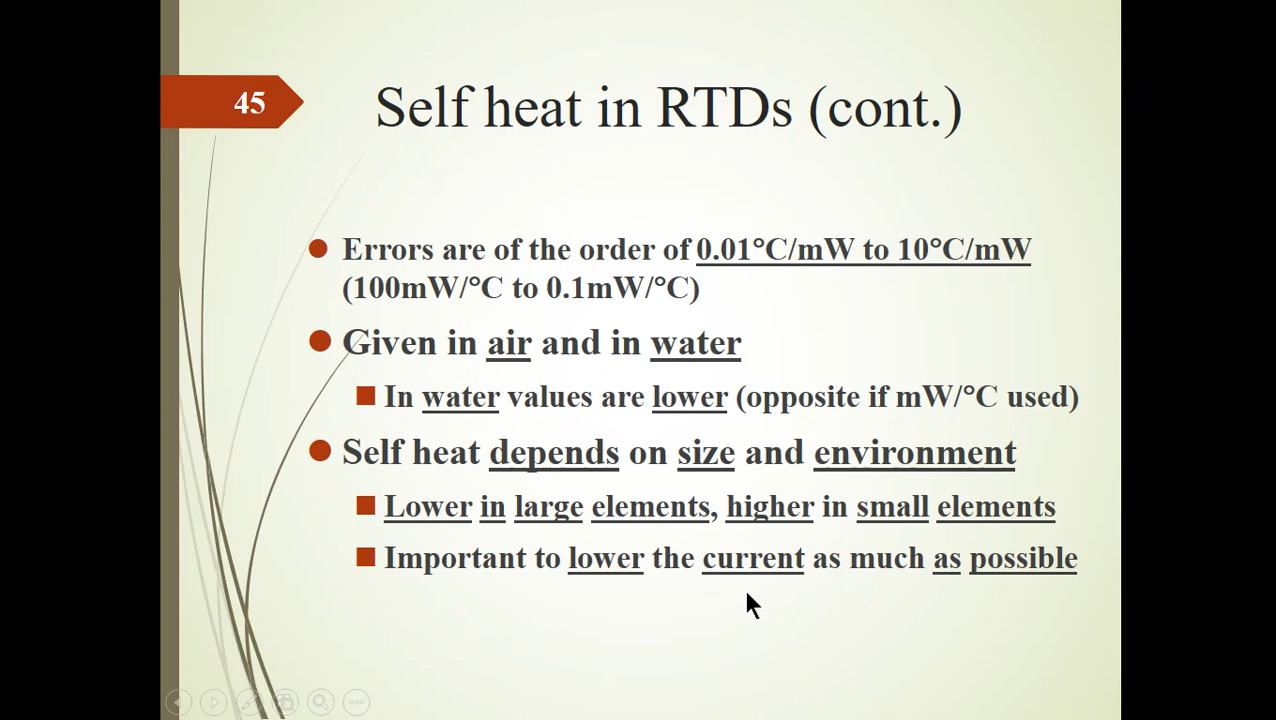 45
Self heat in RTDs (cont.)
Errors are of the order of 0.01°C/mW to 10°C/mW
(100mW/°C to 0.1mW/°C)
Given in air and in water
In water values are lower (opposite if mW/°C used)
Self heat depends on size and environment
Lower in large elements, higher in small elements
Important to lower the current as much as possible